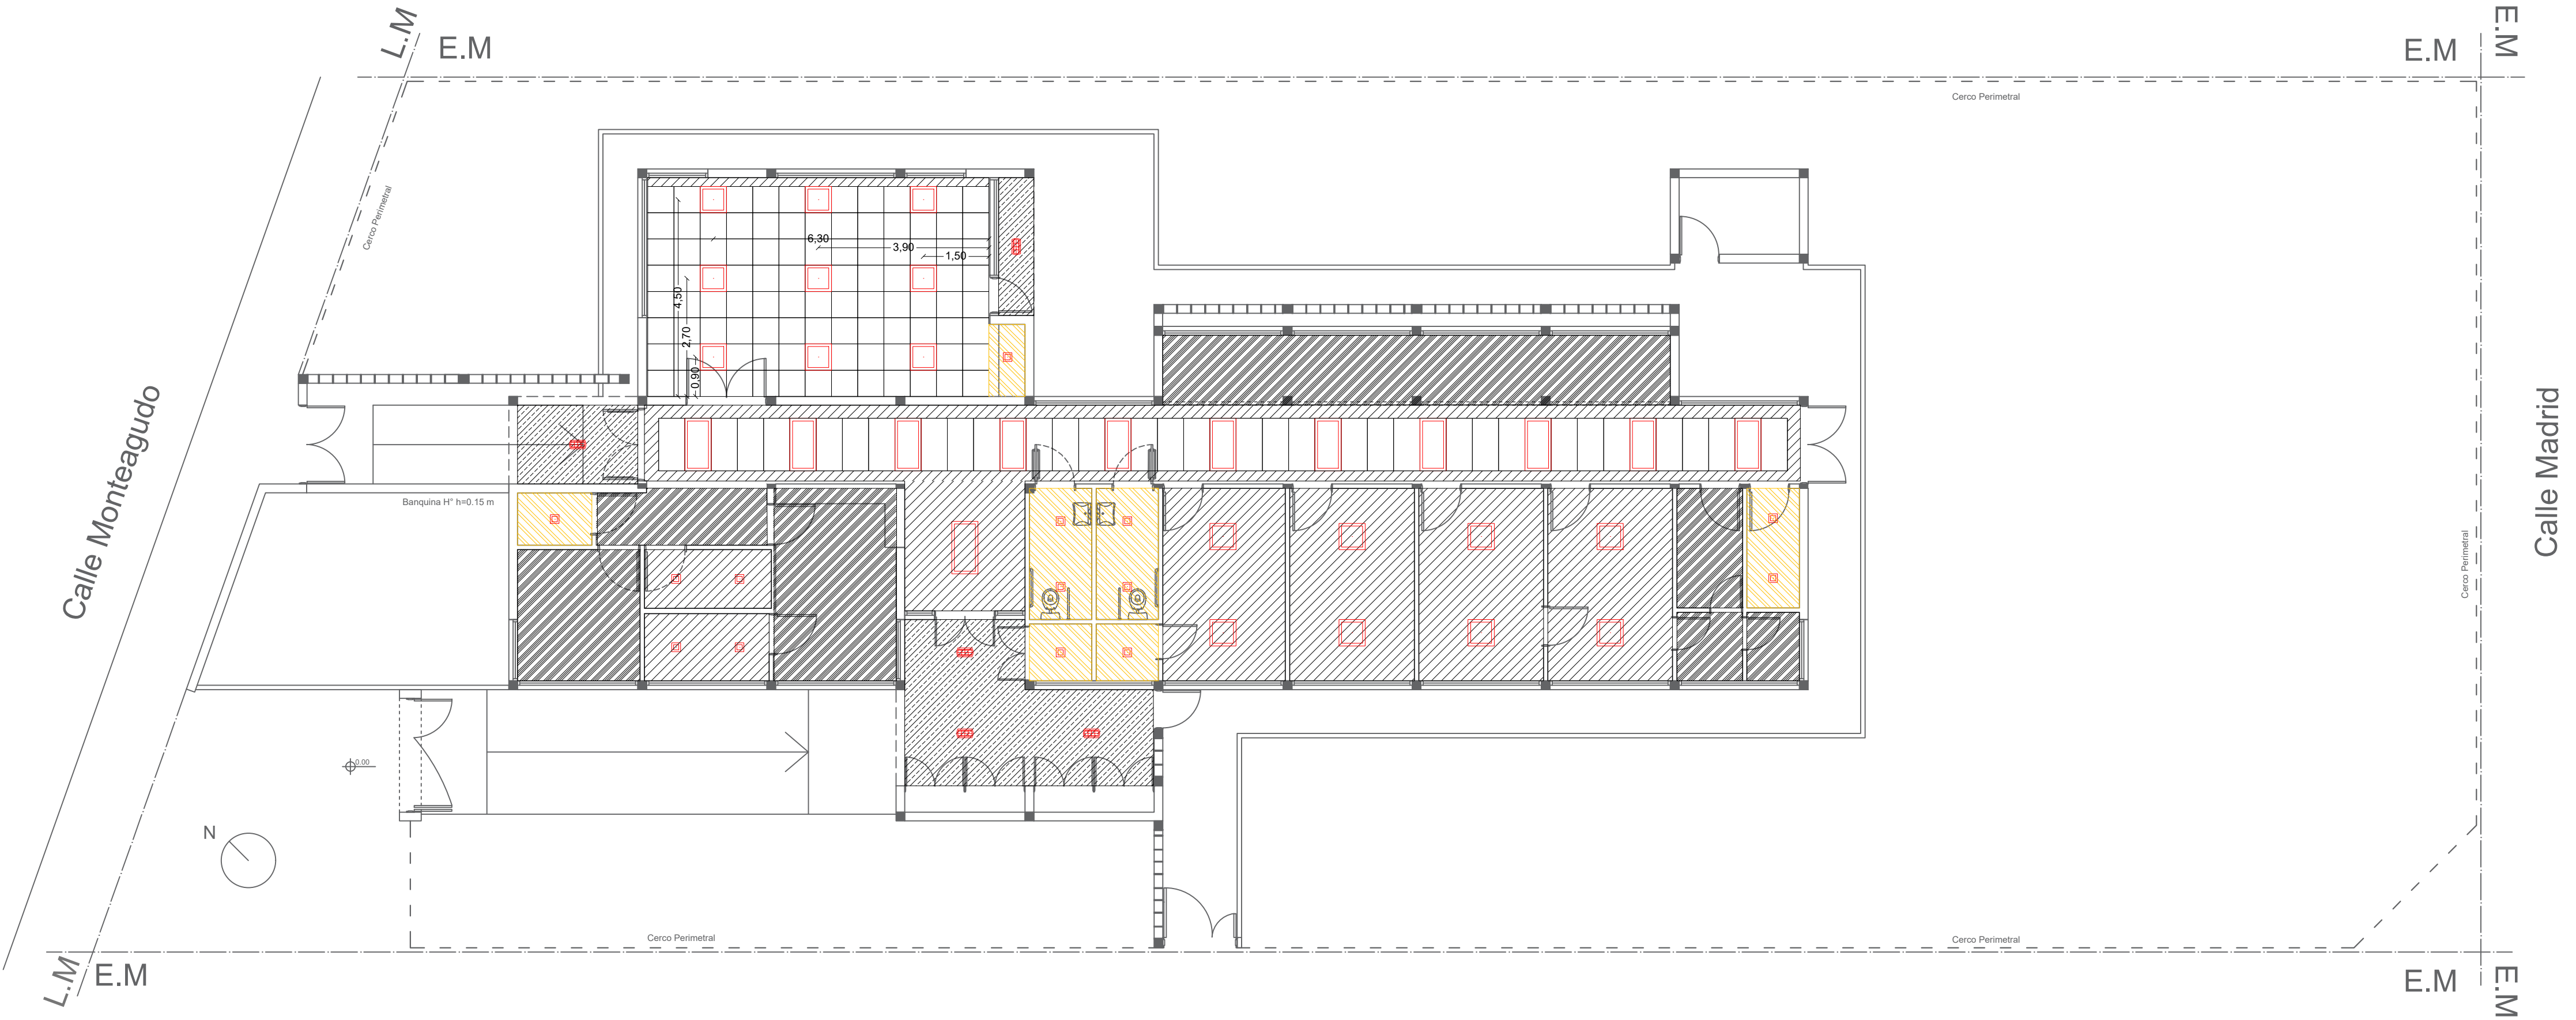 L.M
E.M
E.M
E.M
Cerco Perimetral
Cerco Perimetral
6,30
3,90
1,50
4,50
2,70
0,90
Calle Monteagudo
Calle Madrid
Banquina H° h=0.15 m
Cerco Perimetral
0.00
N
Cerco Perimetral
Cerco Perimetral
L.M
E.M
E.M
E.M